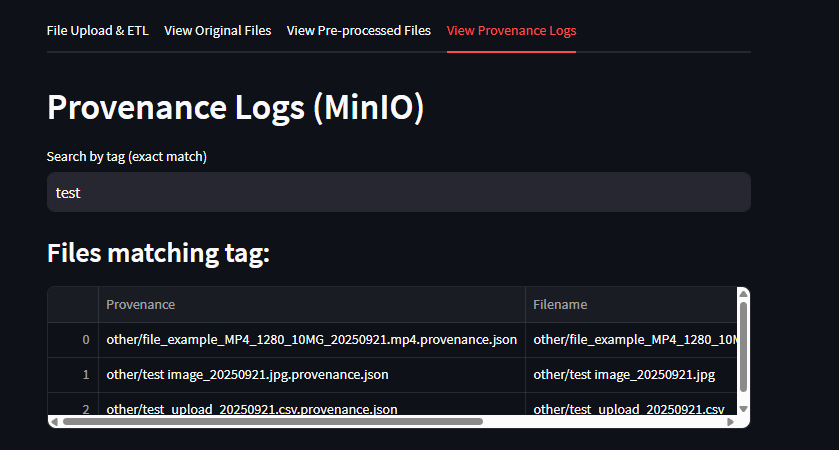 File Upload & ETL View Original Files View Pre-processed Files View Provenance Logs
Provenance Logs (MinIO)
Search by tag (exact match)
test
Files matching tag:
Provenance Filename
0 other/file_example_MP4_1280_10MG_20250921.mp4.provenance.json other/file_example_MP4_1280_10M
1 other/test image_20250921.jpg.provenance.json other/test image_20250921.jpg
2 other/test_upload_20250921.csv.provenance.json other/test_upload_20250921.csv